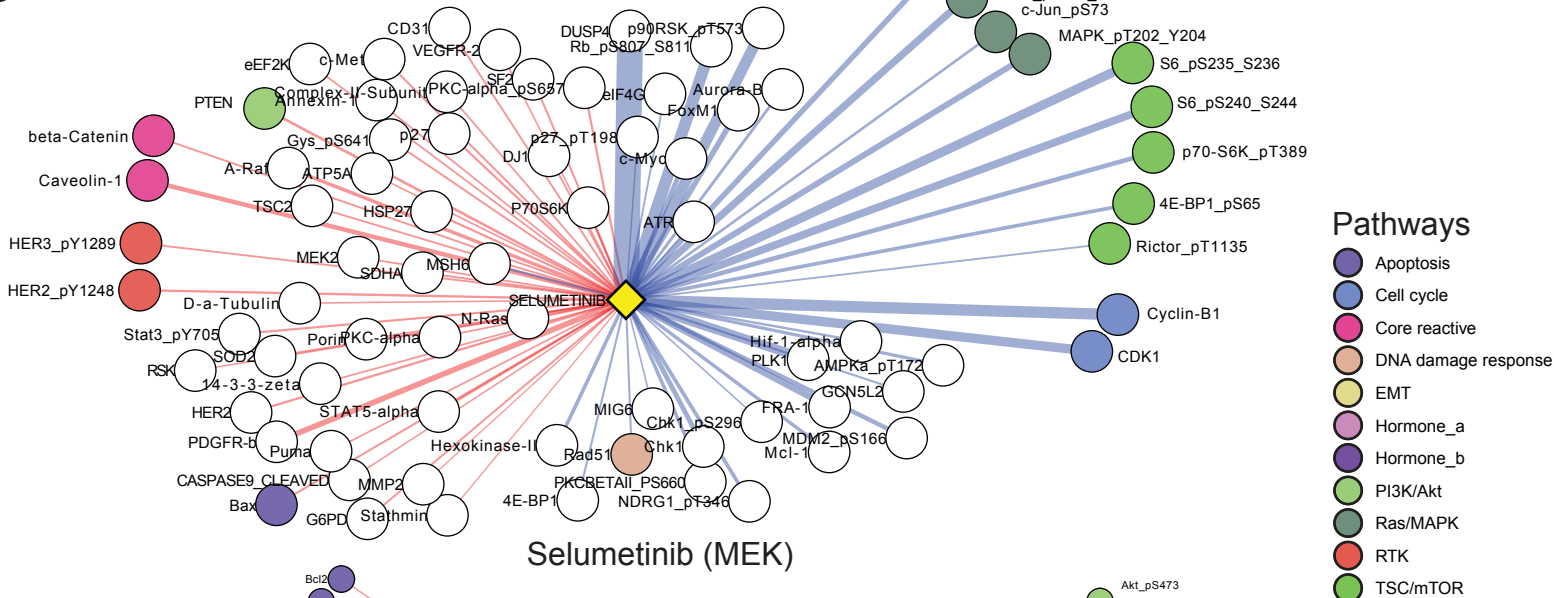 c-Jun_pS73
CD31
DUSP4
p90RSK_pT573
MAPK_pT202_Y204
VEGFR-2
Rb_pS807_S811
c-Met
eEF2K
S6_pS235_S236
SF2
Complex-II-Subunit
PKC-alpha_pS657
eIF4G
Aurora-B
PTEN
Annexin-1
S6_pS240_S244
FoxM1
beta-Catenin
Gys_pS641
p27
p27_pT198
DJ1
c-Myc
p70-S6K_pT389
A-Raf
ATP5A
Caveolin-1
TSC2
HSP27
P70S6K
4E-BP1_pS65
ATR
Pathways
HER3_pY1289
Rictor_pT1135
MEK2
SDHA
MSH6
Apoptosis
HER2_pY1248
D-a-Tubulin
SELUMETINIB
Cell cycle
Cyclin-B1
N-Ras
Core reactive
Stat3_pY705
Porin
PKC-alpha
Hif-1-alpha
SOD2
PLK1
CDK1
RSK
AMPKa_pT172
DNA damage response
14-3-3-zeta
GCN5L2
EMT
HER2
STAT5-alpha
MIG6
FRA-1
Chk1_pS296
Hormone_a
PDGFR-b
Hexokinase-II
Chk1
MDM2_pS166
Puma
Rad51
Mcl-1
Hormone_b
CASPASE9_CLEAVED
MMP2
PKCBETAII_PS660
PI3K/Akt
Bax
4E-BP1
NDRG1_pT346
G6PD
Stathmin
Ras/MAPK
Selumetinib (MEK)
RTK
Bcl2
Akt_pS473
TSC/mTOR